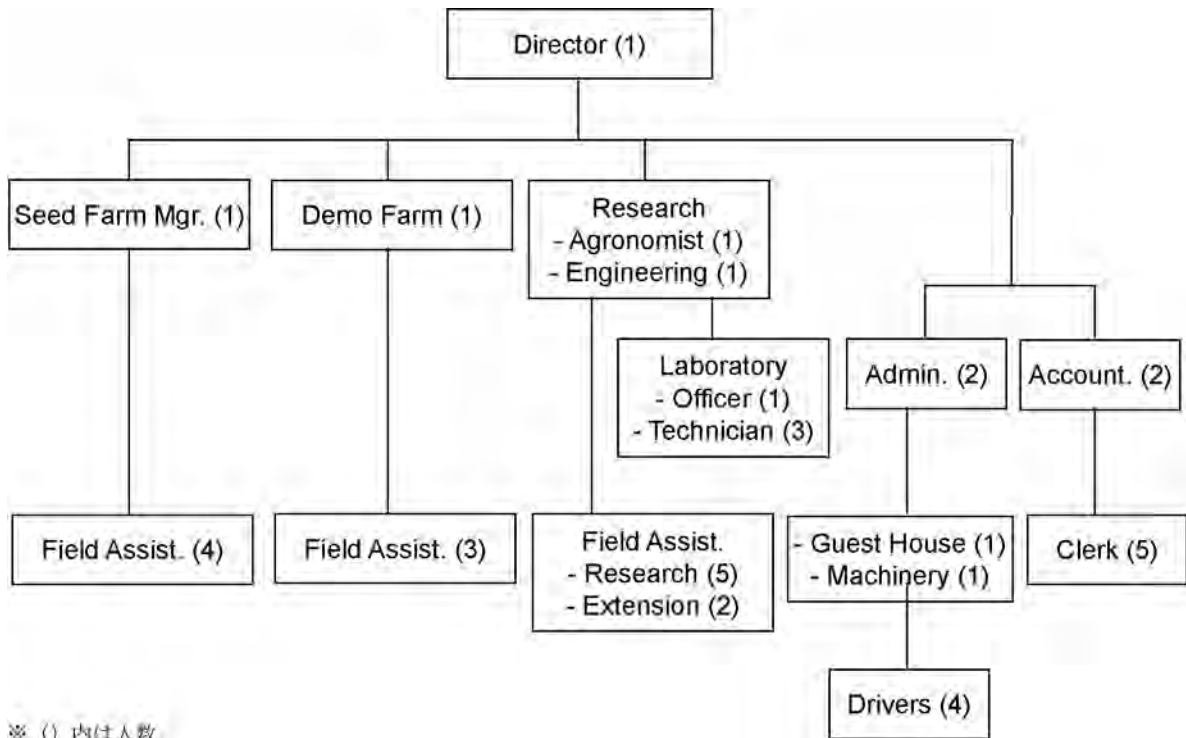 Director (1)
Seed Farm Mgr. (1)
Demo Farm (1)
Research
- Agronomist (1)
- Engineering (1)
Laboratory
- Officer (1)
- Technician (3)
Admin. (2)
Account. (2)
Field Assist. (4)
Field Assist. (3)
Field Assist.
- Research (5)
- Extension (2)
- Guest House (1)
- Machinery (1)
Clerk (5)
Drivers (4)
※ () 内は人数